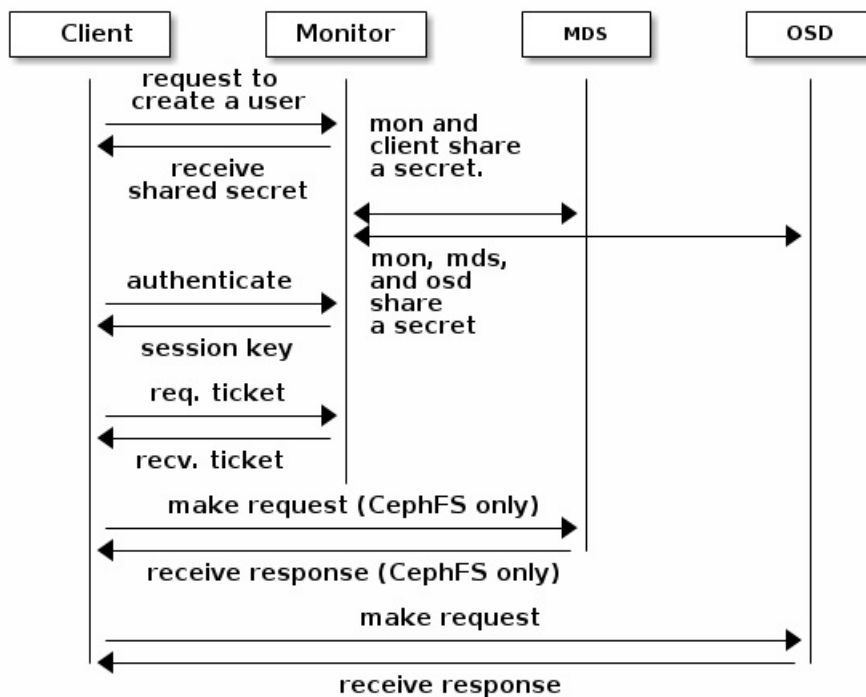 Client
Monitor
MDS
OSD
request to
create a user
mon and
client share
a secret.
receive
shared secret
mon, mds,
and osd
share
a secret
authenticate
session key
req. ticket
recv. ticket
make request (CephFS only)
receive response (CephFS only)
make request
receive response